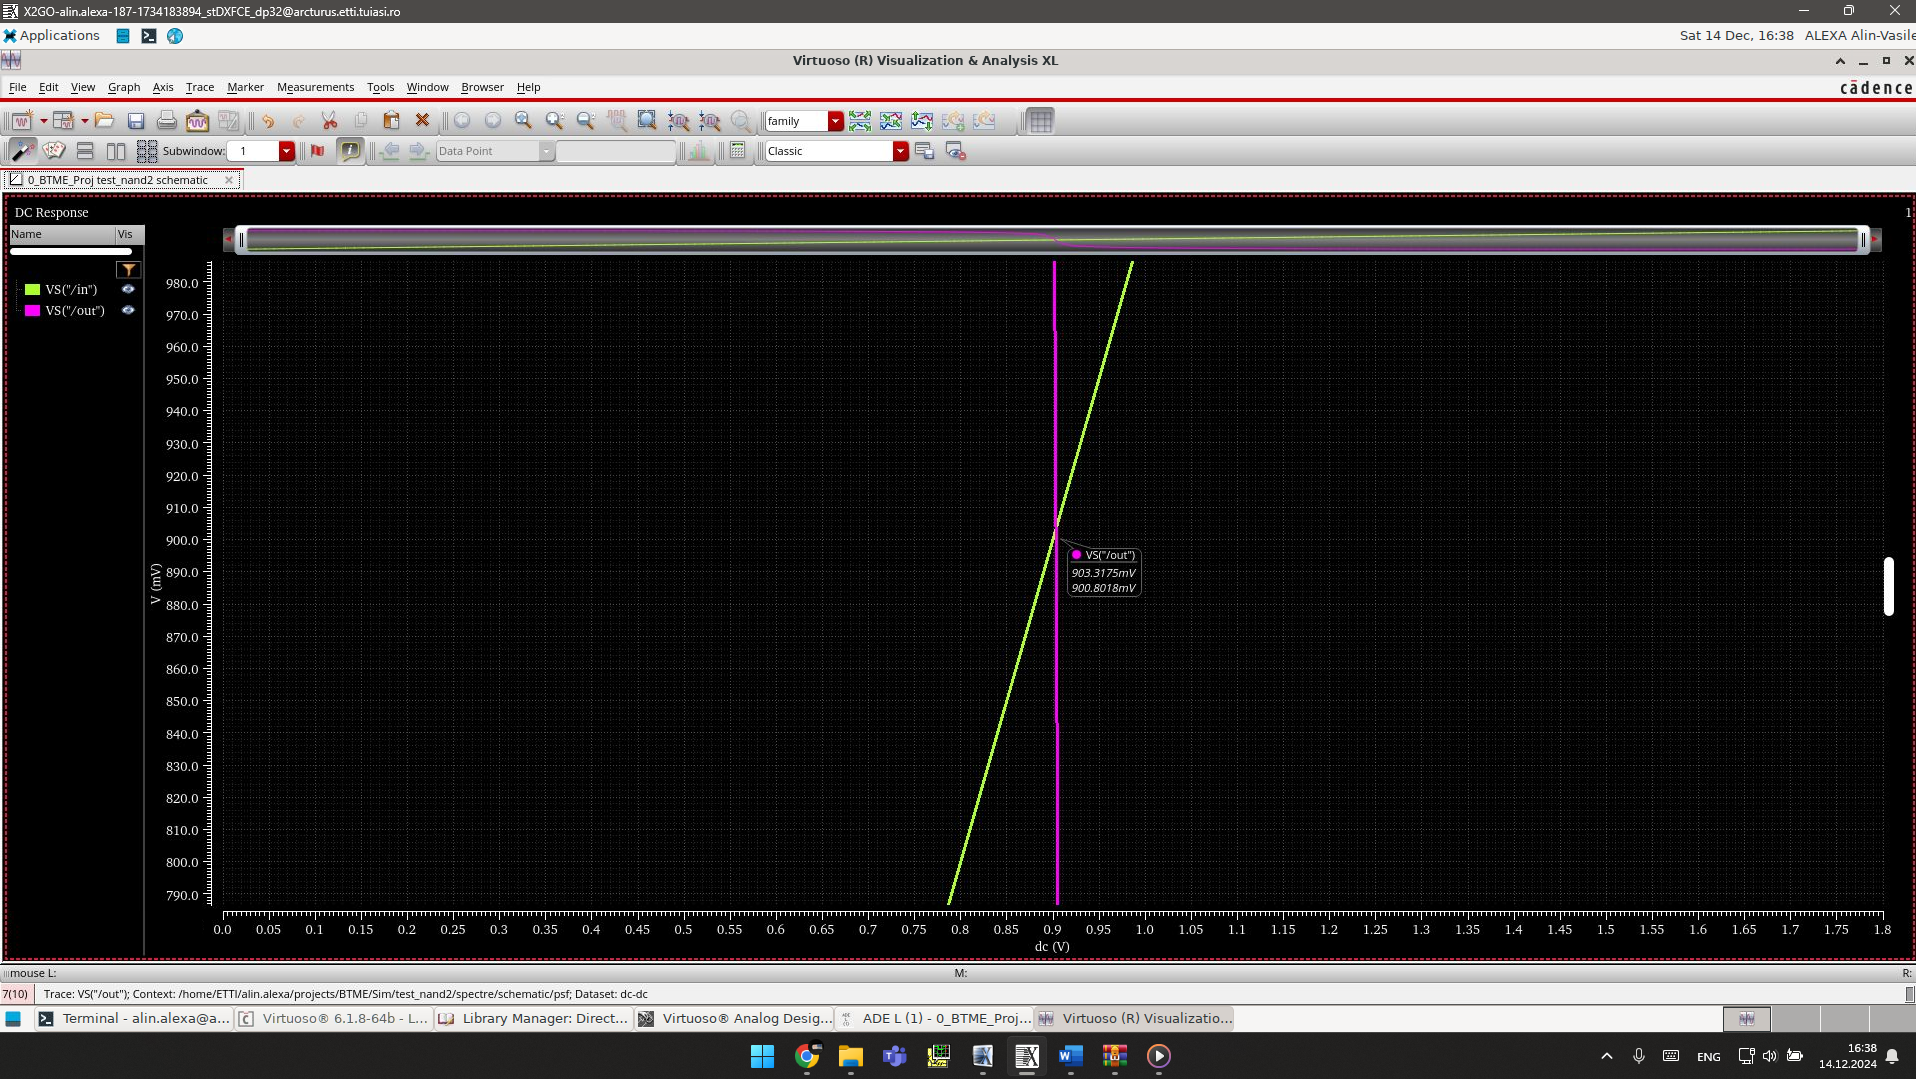 X2GO-alin.alexa-187-1734183894_stDXFCE_dp32@arcturus.etti.tuiasi.ro
Applications
Sat 14 Dec, 16:38 ALEXA Alin-Vasile
Virtuoso (R) Visualization & Analysis XL
File Edit View Graph Axis Trace Marker Measurements Tools Window Browser Help
cādence
family
Subwindow: 1
Data Point
Classic
0_BTME_Proj test_nand2 schematic
DC Response
1
Name Vis
VS("/in")
VS("/out")
980.0
970.0
960.0
950.0
940.0
930.0
920.0
910.0
900.0
890.0
880.0
870.0
860.0
850.0
840.0
830.0
820.0
810.0
800.0
790.0
V (mV)
VS("/out")
903.3175mV
900.8018mV
0.0 0.05 0.1 0.15 0.2 0.25 0.3 0.35 0.4 0.45 0.5 0.55 0.6 0.65 0.7 0.75 0.8 0.85 0.9 0.95 1.0 1.05 1.1 1.15 1.2 1.25 1.3 1.35 1.4 1.45 1.5 1.55 1.6 1.65 1.7 1.75 1.8
dc (V)
mouse L: M: R:
7(10) Trace: VS("/out"); Context: /home/ETTI/alin.alexa/projects/BTME/Sim/test_nand2/spectre/schematic/psf; Dataset: dc-dc
Terminal - alin.alexa@a... Virtuoso® 6.1.8-64b - L... Library Manager: Direct... Virtuoso® Analog Desig... ADE L (1) - 0_BTME_Proj... Virtuoso (R) Visualizatio...
ENG
16:38
14.12.2024